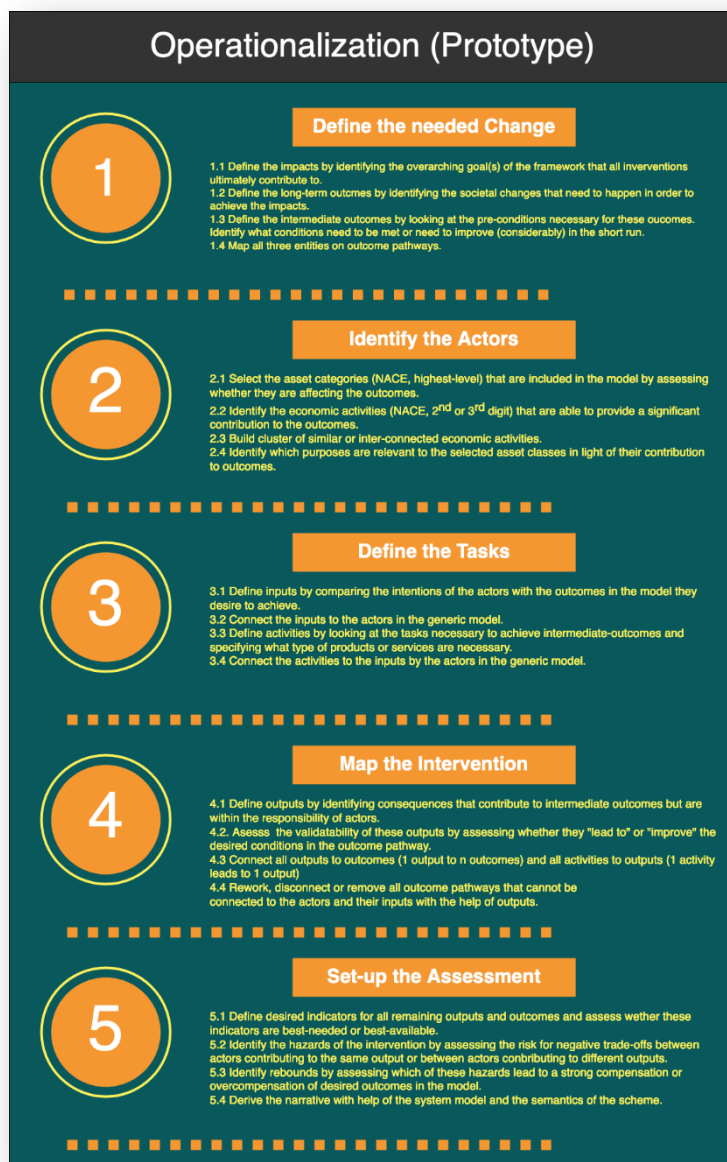 Operationalization (Prototype)
1
Define the needed Change
1.1 Define the impacts by identifying the overarching goal(s) of the framework that all inverventions
ultimately contribute to.
1.2 Define the long-term outcmes by identifying the societal changes that need to happen in order to
achieve the impacts.
1.3 Define the intermediate outcomes by looking at the pre-conditions necessary for these oucomes.
Identify what conditions need to be met or need to improve (considerably) in the short run.
1.4 Map all three entities on outcome pathways.
2
Identify the Actors
2.1 Select the asset categories (NACE, highest-level) that are included in the model by assessing
whether they are affecting the outcomes.
2.2 Identify the economic activities (NACE, 2nd or 3rd digit) that are able to provide a significant
contribution to the outcomes.
2.3 Build cluster of similar or inter-connected economic activities.
2.4 Identify which purposes are relevant to the selected asset classes in light of their contribution
to outcomes.
3
Define the Tasks
3.1 Define inputs by comparing the intentions of the actors with the outcomes in the model they
desire to achieve.
3.2 Connect the inputs to the actors in the generic model.
3.3 Define activities by looking at the tasks necessary to achieve intermediate-outcomes and
specifying what type of products or services are necessary.
3.4 Connect the activities to the inputs by the actors in the generic model.
4
Map the Intervention
4.1 Define outputs by identifying consequences that contribute to intermediate outcomes but are
within the responsibility of actors.
4.2. Asesss the validatability of these outputs by assessing whether they "lead to" or "improve" the
desired conditions in the outcome pathway.
4.3 Connect all outputs to outcomes (1 output to n outcomes) and all activities to outputs (1 activity
leads to 1 output)
4.4 Rework, disconnect or remove all outcome pathways that cannot be
connected to the actors and their inputs with the help of outputs.
5
Set-up the Assessment
5.1 Define desired indicators for all remaining outputs and outcomes and assess wether these
indicators are best-needed or best-available.
5.2 Identify the hazards of the intervention by assessing the risk for negative trade-offs between
actors contributing to the same output or between actors conbributing to different outputs.
5.3 Identify rebounds by assessing which of these hazards lead to a strong compensation or
overcompensation of desired outcomes in the model.
5.4 Derive the narrative with help of the system model and the semantics of the scheme.